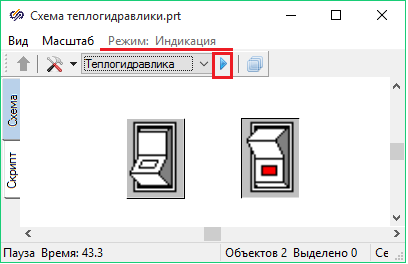 Схема теплогидравлики.prt
Вид Масштаб Режим: Индикация
Теплогидравлика
Схема
Скрипт
Пауза Время: 43.3 Объектов 2 Выделено 0 Се